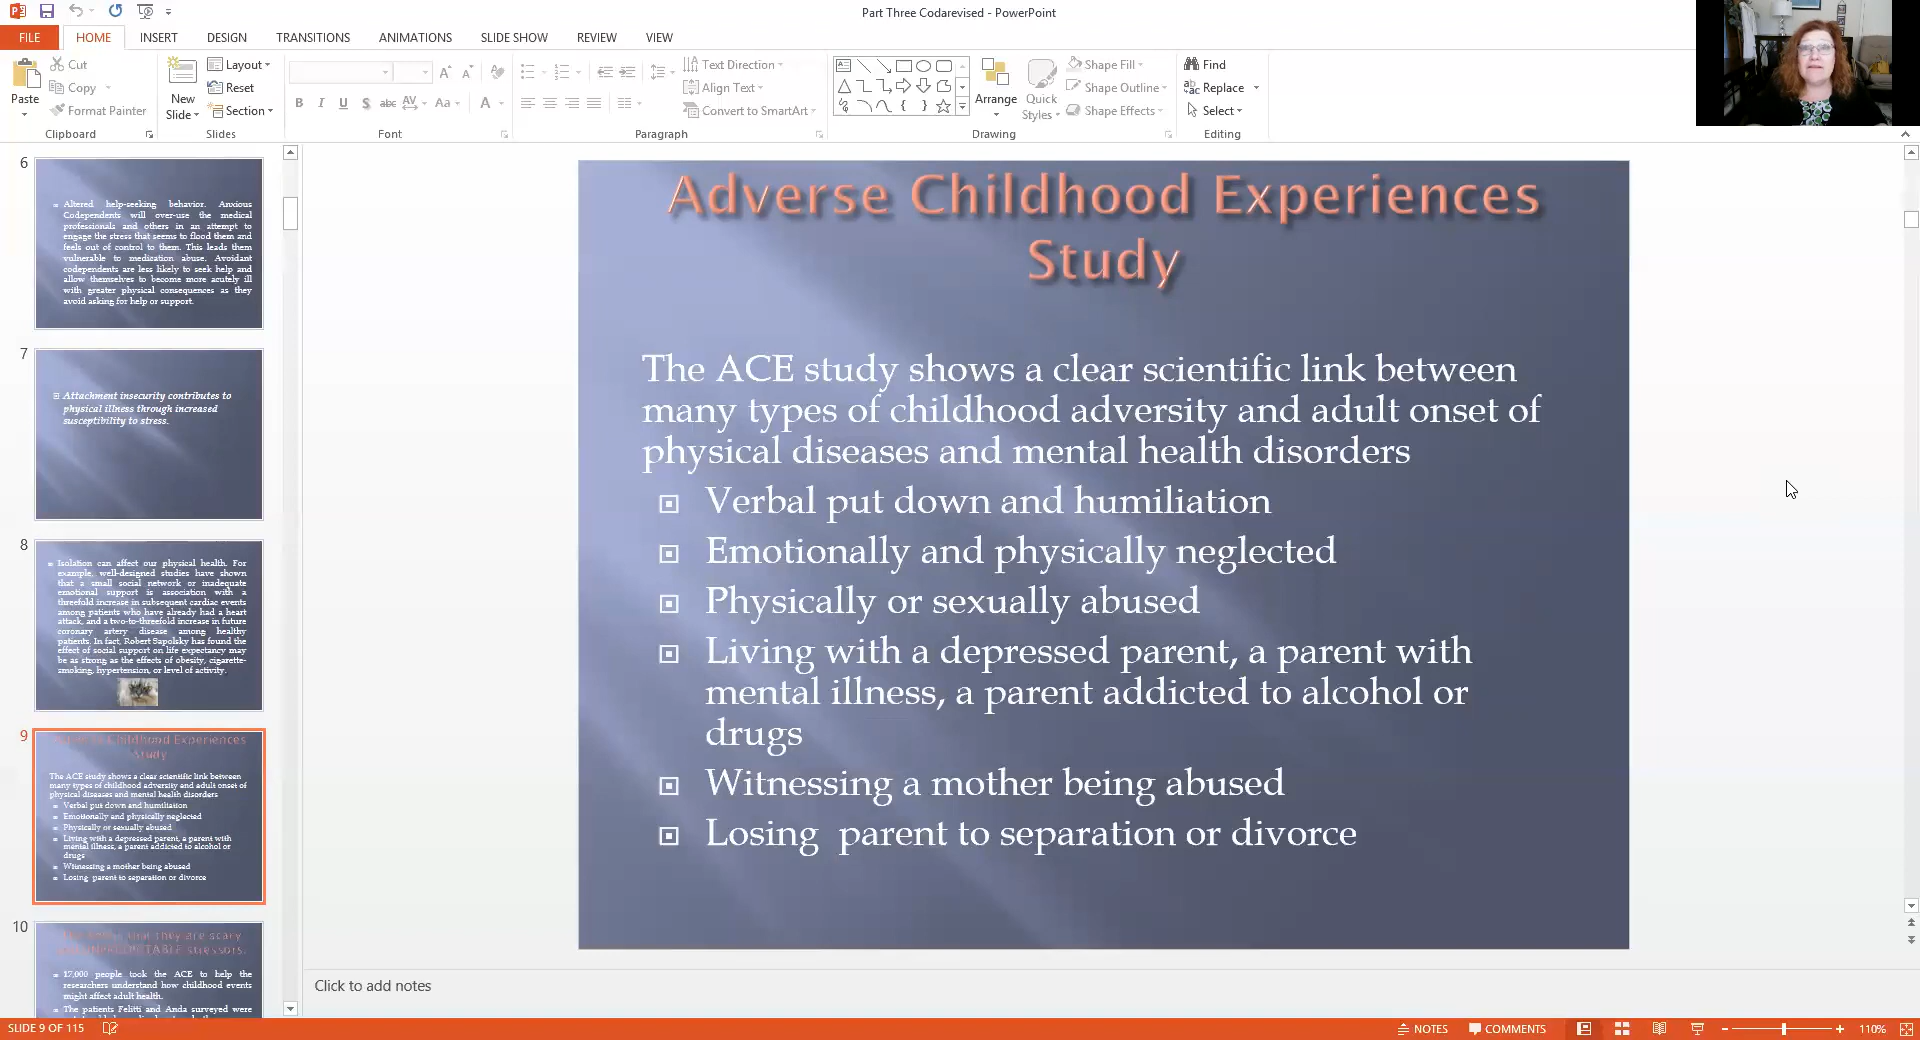 Part Three Codarevised - PowerPoint
FILE HOME INSERT DESIGN TRANSITIONS ANIMATIONS SLIDE SHOW REVIEW VIEW
Paste
Cut
Copy
Format Painter
Clipboard
New
Slide
Layout
Reset
Section
Slides
B I U S abc AV Aa A
Font
Text Direction
Align Text
Convert to SmartArt
Paragraph
Arrange
Quick
Styles
Shape Fill
Shape Outline
Shape Effects
Drawing
Find
Replace
Select
Editing
6
Altered help-seeking behavior. Anxious
Codependents will over-use the medical
professionals and others in an attempt to
engage the stress that seems to flood them and
feels out of control to them. This leads them
vulnerable to medication abuse. Avoidant
codependents are less likely to seek help and
allow themselves to become more acutely ill
with greater physical consequences as they
avoid asking for help or support.
7
Attachment insecurity contributes to
physical illness through increased
susceptibility to stress.
8
Isolation can affect our physical health. For
example, well-designed studies have shown
that a small social network or inadequate
emotional support is association with a
threefold increase in subsequent cardiac events
among patients who have already had a heart
attack, and a two-to-threefold increase in future
coronary artery disease among healthy
patients. In fact, Robert Sapolsky has found the
effect of social support on life expectancy may
be as strong as the effects of obesity, cigarette-
smoking, hypertension, or level of activity.
9
Adverse Childhood Experiences
Study
The ACE study shows a clear scientific link between
many types of childhood adversity and adult onset of
physical diseases and mental health disorders
Verbal put down and humiliation
Emotionally and physically neglected
Physically or sexually abused
Living with a depressed parent, a parent with
mental illness, a parent addicted to alcohol or
drugs
Witnessing a mother being abused
Losing  parent to separation or divorce
10
that they are scary
stressors.
17,000 people took the ACE to help the
researchers understand how childhood events
might affect adult health.
The patients Felitti and Anda surveyed were
Adverse Childhood Experiences
Study
The ACE study shows a clear scientific link between
many types of childhood adversity and adult onset of
physical diseases and mental health disorders
Verbal put down and humiliation
Emotionally and physically neglected
Physically or sexually abused
Living with a depressed parent, a parent with
mental illness, a parent addicted to alcohol or
drugs
Witnessing a mother being abused
Losing  parent to separation or divorce
Click to add notes
SLIDE 9 OF 115
NOTES COMMENTS 110%